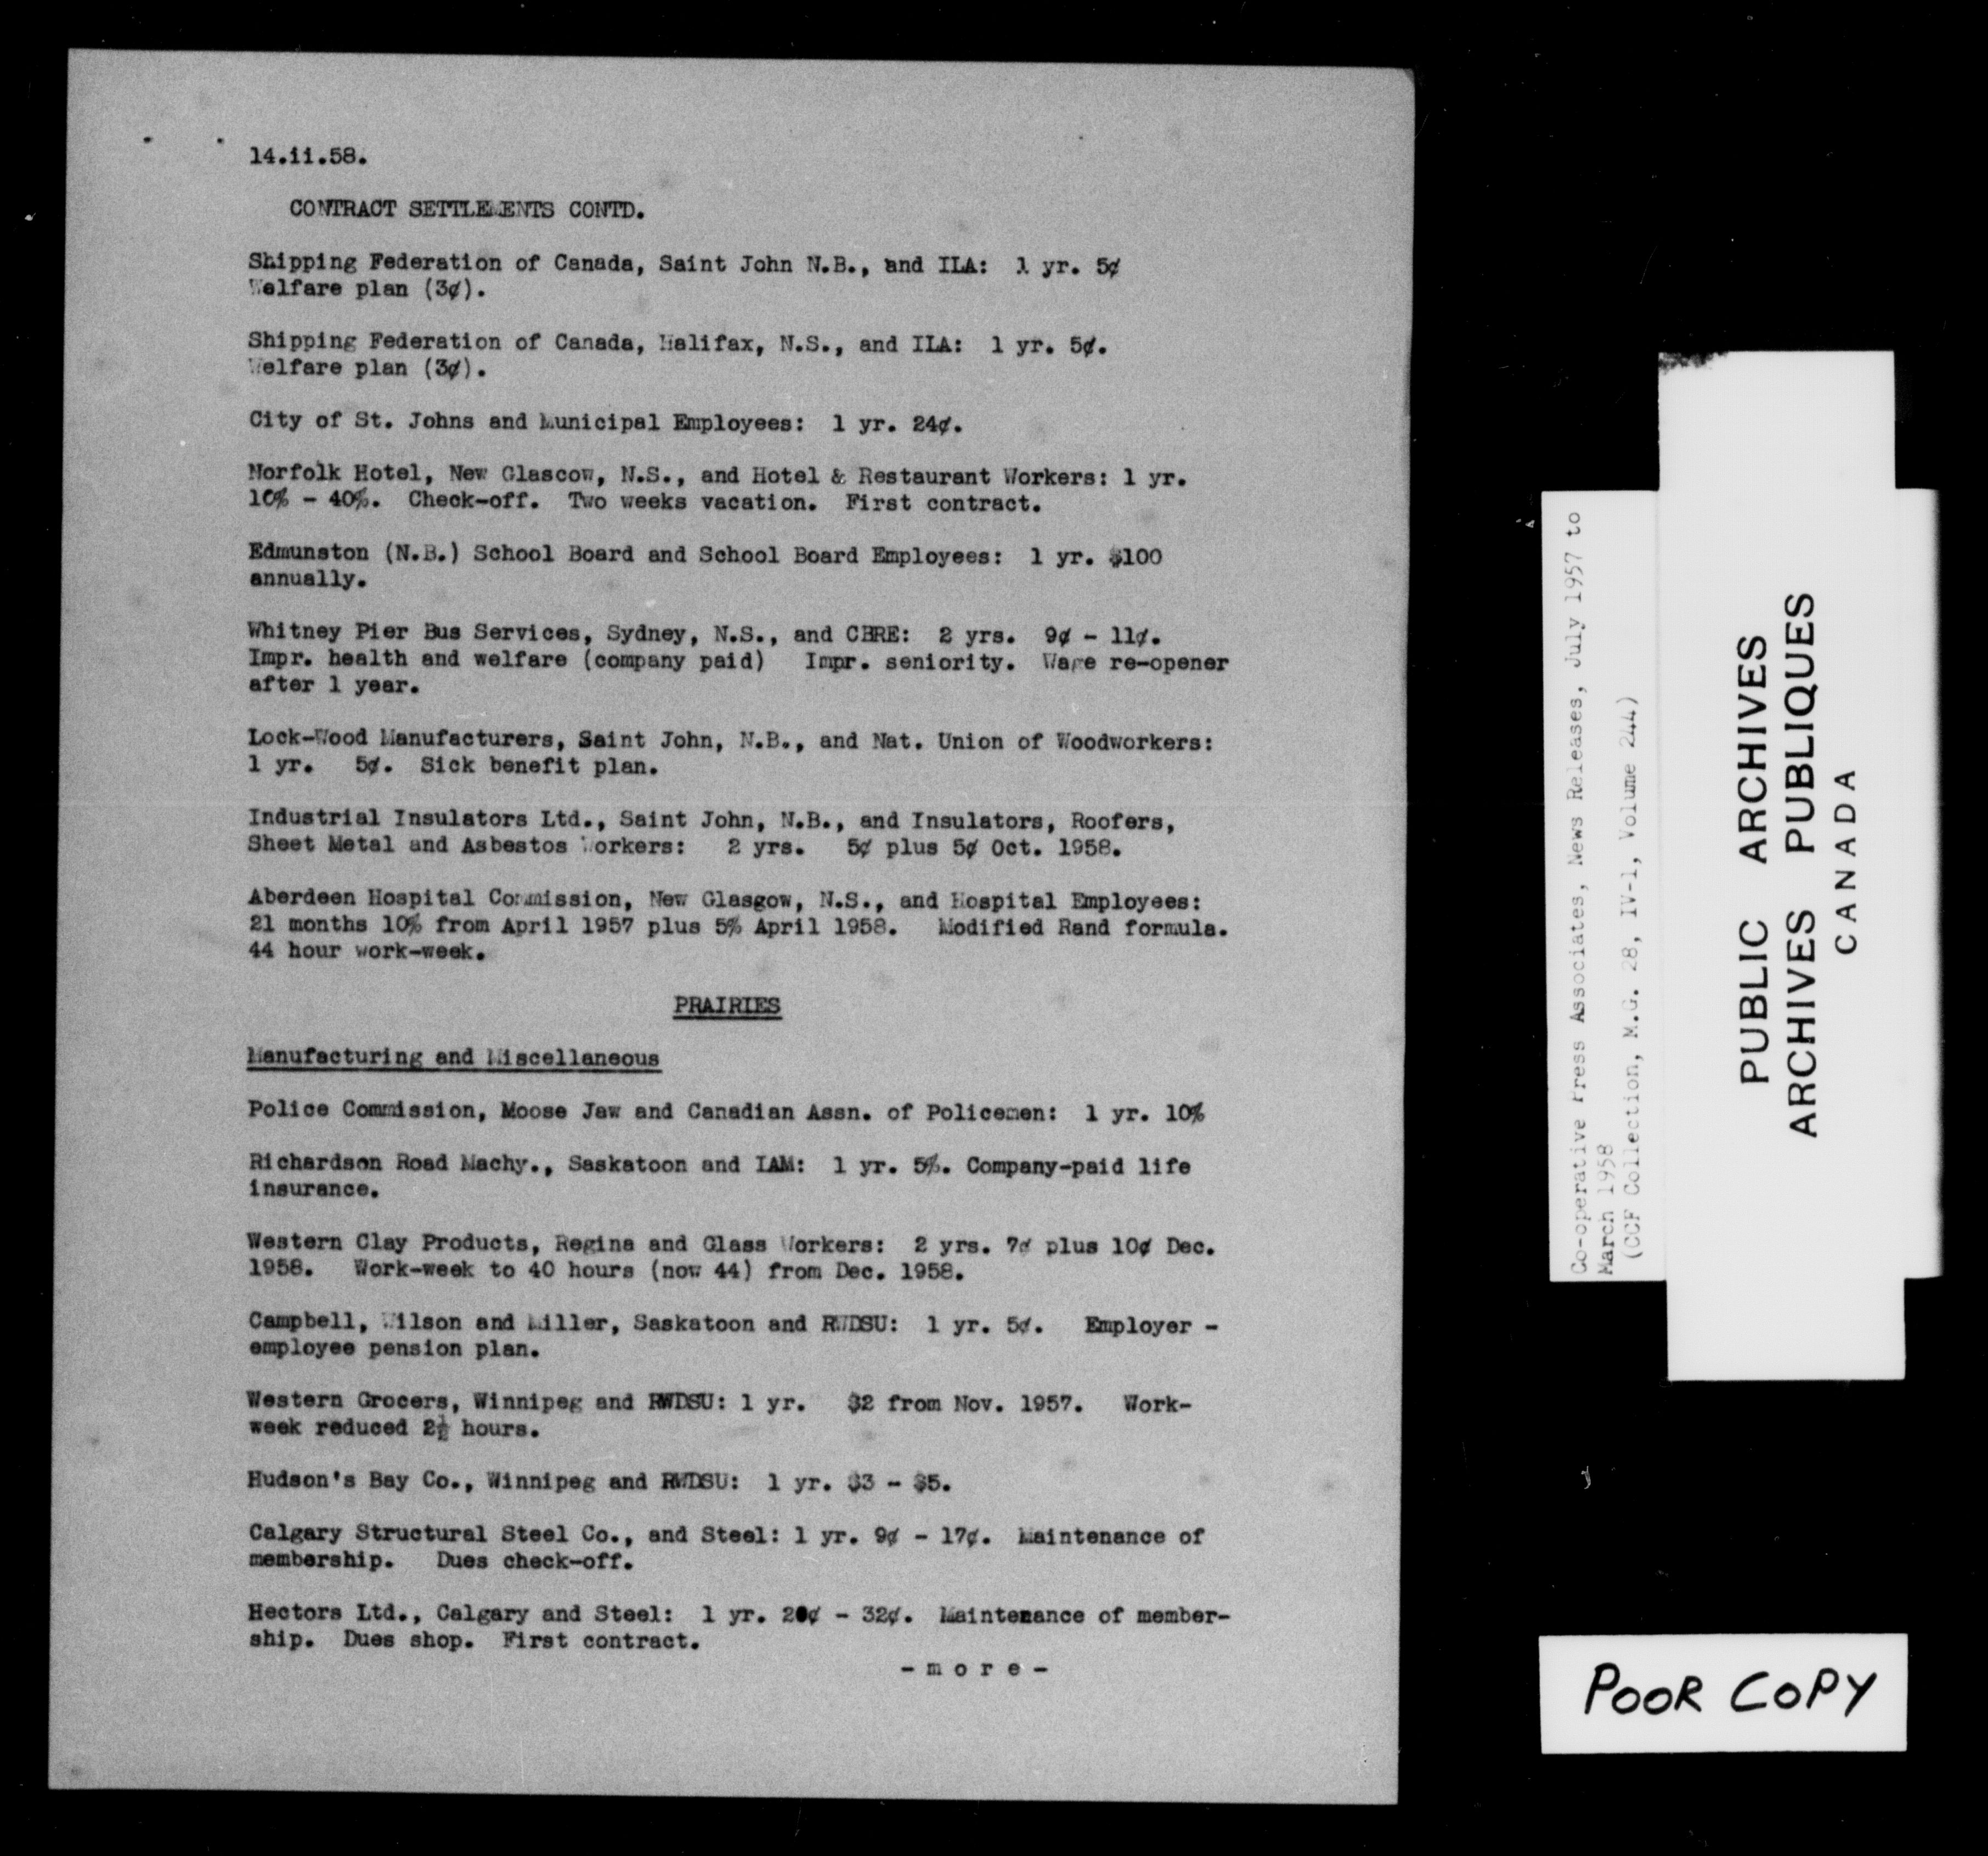 14.ii.58.
CONTRACT SETTLEMENTS CONTD.
Shipping Federation of Canada, Saint John N.B., and ILA: 1 yr. 5¢
Welfare plan (3¢).
Shipping Federation of Canada, Halifax, N.S., and ILA: 1 yr. 5¢.
Welfare plan (3¢).
City of St. Johns and Municipal Employees: 1 yr. 24¢.
Norfolk Hotel, New Glascow, N.S., and Hotel & Restaurant Workers: 1 yr.
10% - 40%. Check-off. Two weeks vacation. First contract.
Edmunston (N.B.) School Board and School Board Employees: 1 yr. $100
annually.
Whitney Pier Bus Services, Sydney, N.S., and CBRE: 2 yrs. 9¢ - 11¢.
Impr. health and welfare (company paid) Impr. seniority. Wage re-opener
after 1 year.
Lock-Wood Manufacturers, Saint John, N.B., and Nat. Union of Woodworkers:
1 yr. 5¢. Sick benefit plan.
Industrial Insulators Ltd., Saint John, N.B., and Insulators, Roofers,
Sheet Metal and Asbestos Workers: 2 yrs. 5¢ plus 5¢ Oct. 1958.
Aberdeen Hospital Commission, New Glasgow, N.S., and Hospital Employees:
21 months 10% from April 1957 plus 5% April 1958. Modified Rand formula.
44 hour work-week.
PRAIRIES
Manufacturing and Miscellaneous
Police Commission, Moose Jaw and Canadian Assn. of Policemen: 1 yr. 10%
Richardson Road Machy., Saskatoon and IAM: 1 yr. 5%. Company-paid life
insurance.
Western Clay Products, Regina and Glass Workers: 2 yrs. 7¢ plus 10¢ Dec.
1958. Work-week to 40 hours (now 44) from Dec. 1958.
Campbell, Wilson and Miller, Saskatoon and RWDSU: 1 yr. 5¢. Employer -
employee pension plan.
Western Grocers, Winnipeg and RWDSU: 1 yr. $2 from Nov. 1957. Work-
week reduced 2½ hours.
Hudson's Bay Co., Winnipeg and RWDSU: 1 yr. $3 - $5.
Calgary Structural Steel Co., and Steel: 1 yr. 9¢ - 17¢. Maintenance of
membership. Dues check-off.
Hectors Ltd., Calgary and Steel: 1 yr. - 32¢. Maintenance of member-
ship. Dues shop. First contract.
- m o r e -
Co-operative Press Associates, News Releases, July 1957 to
March 1958
(CCF Collection, M.G. 28, IV-1, Volume 244)
PUBLIC ARCHIVES
ARCHIVES PUBLIQUES
CANADA
POOR COPY